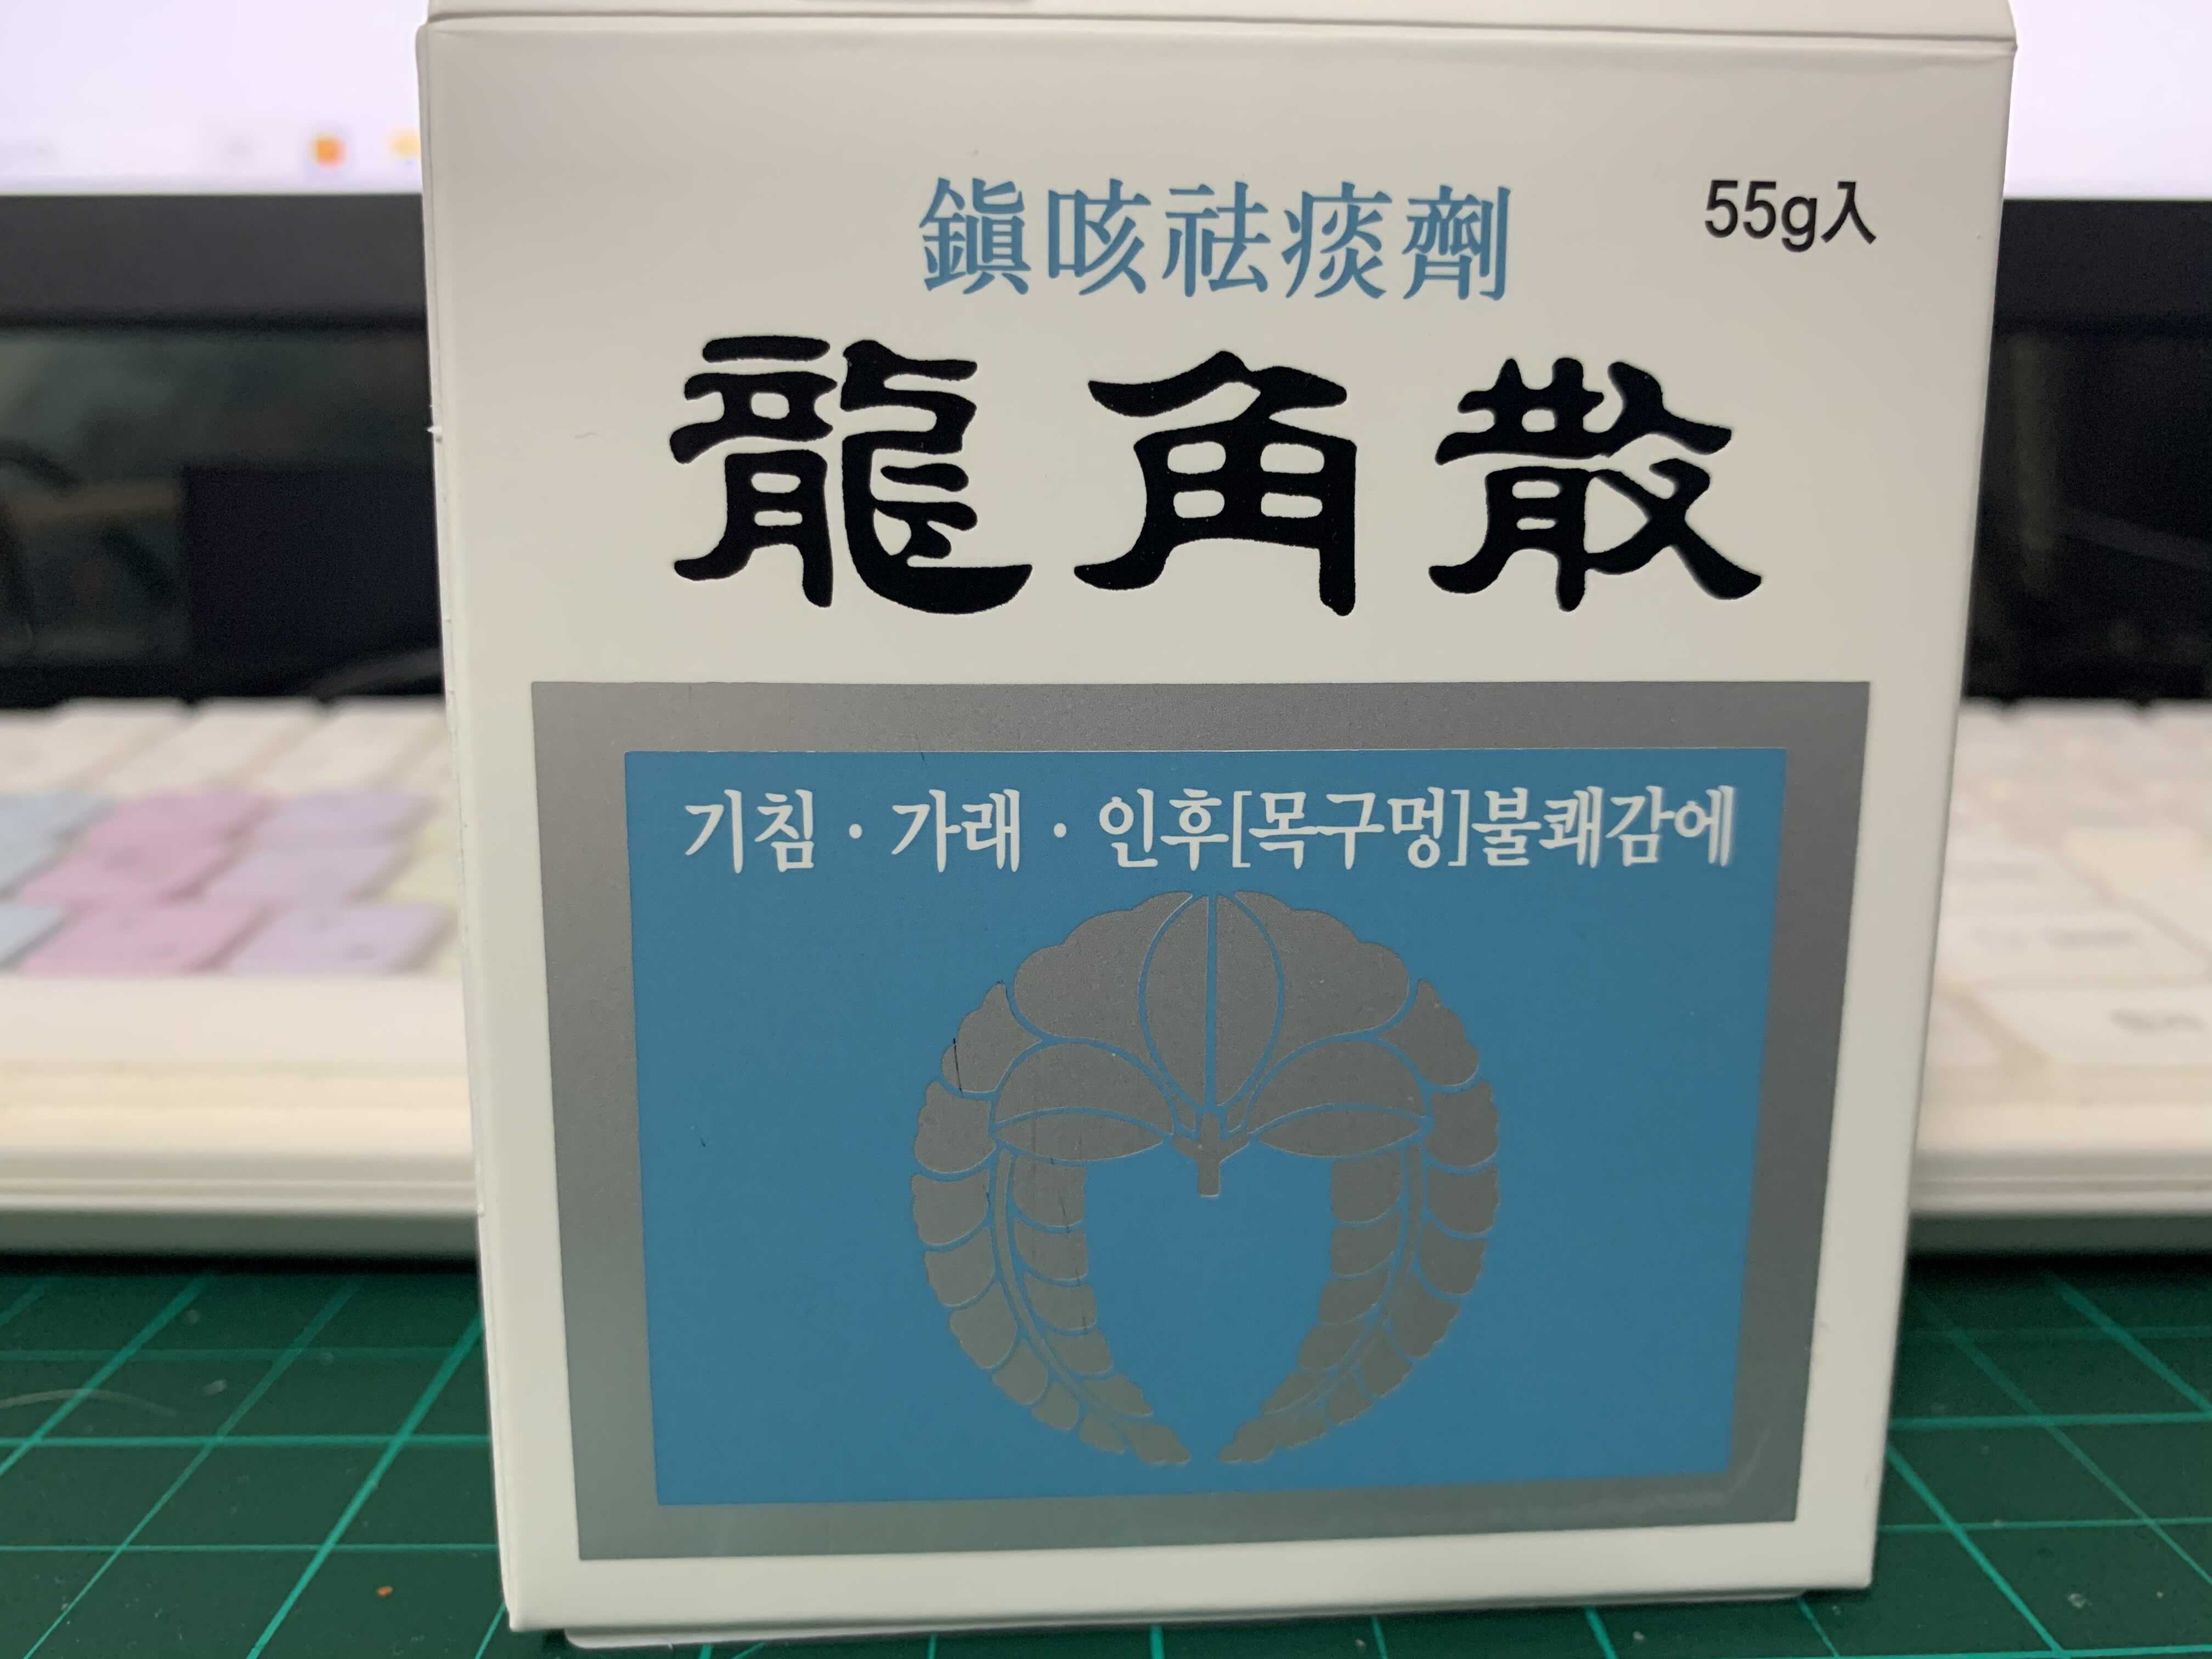 鎭咳祛痰劑
55g入
龍角散
기침 · 가래 · 인후[목구멍]불쾌감에